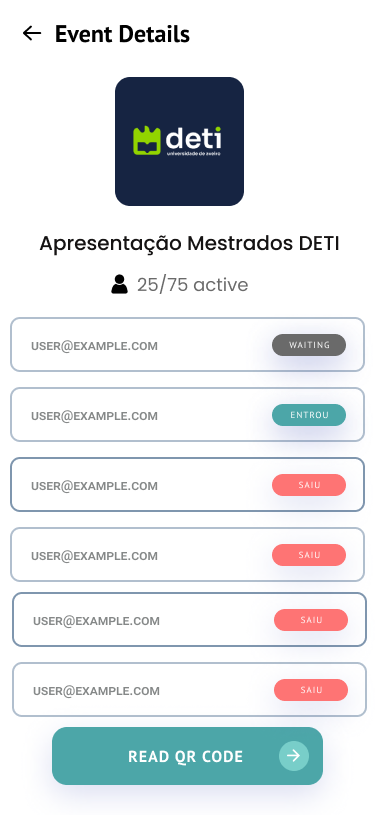 Event Details
deti
universidade de aveiro
Apresentação Mestrados DETI
25/75 active
USER@EXAMPLE.COM WAITING
USER@EXAMPLE.COM ENTROU
USER@EXAMPLE.COM SAIU
USER@EXAMPLE.COM SAIU
USER@EXAMPLE.COM SAIU
USER@EXAMPLE.COM SAIU
READ QR CODE